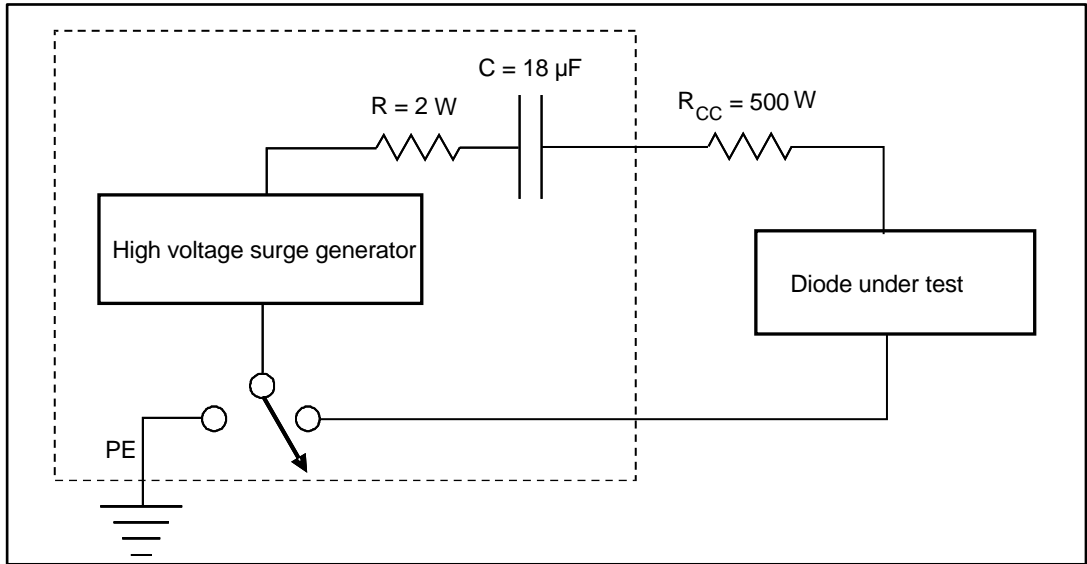 C = 18 µF
R = 2 W
R_CC = 500 W
High voltage surge generator
Diode under test
PE